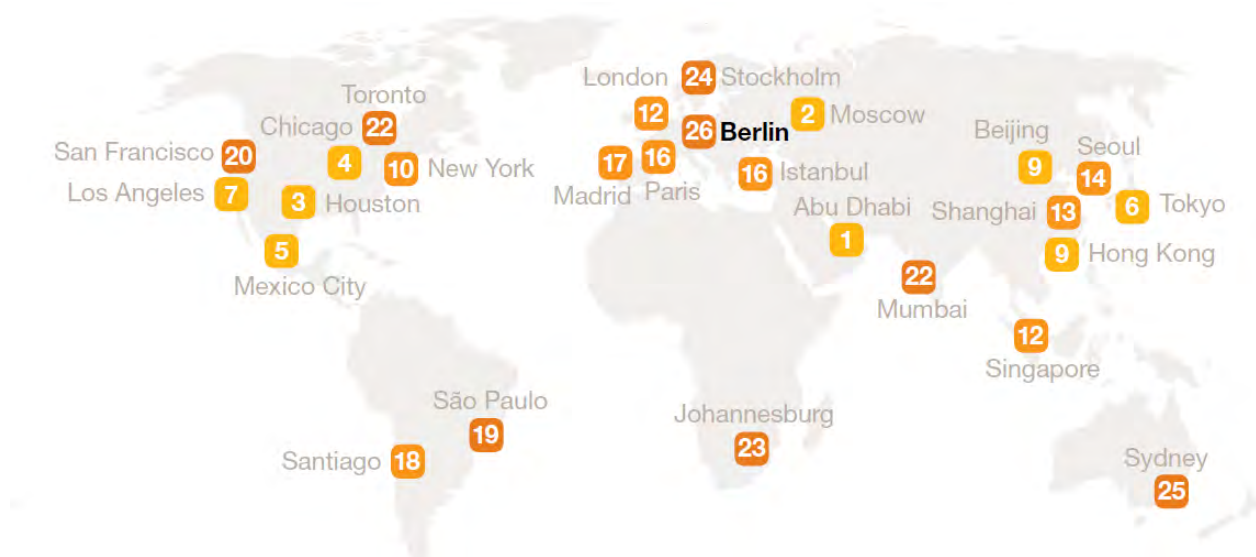 London 24 Stockholm
Toronto
12
2 Moscow
Chicago 22
26 Berlin
Beijing
Seoul
San Francisco 20
4
10 New York
17
16
16 Istanbul
9
14
Los Angeles 7
3 Houston
Madrid
Paris
Abu Dhabi
Shanghai 13
6 Tokyo
5
1
9 Hong Kong
Mexico City
22
Mumbai
12
Singapore
São Paulo
19
Johannesburg
23
Santiago 18
Sydney
25